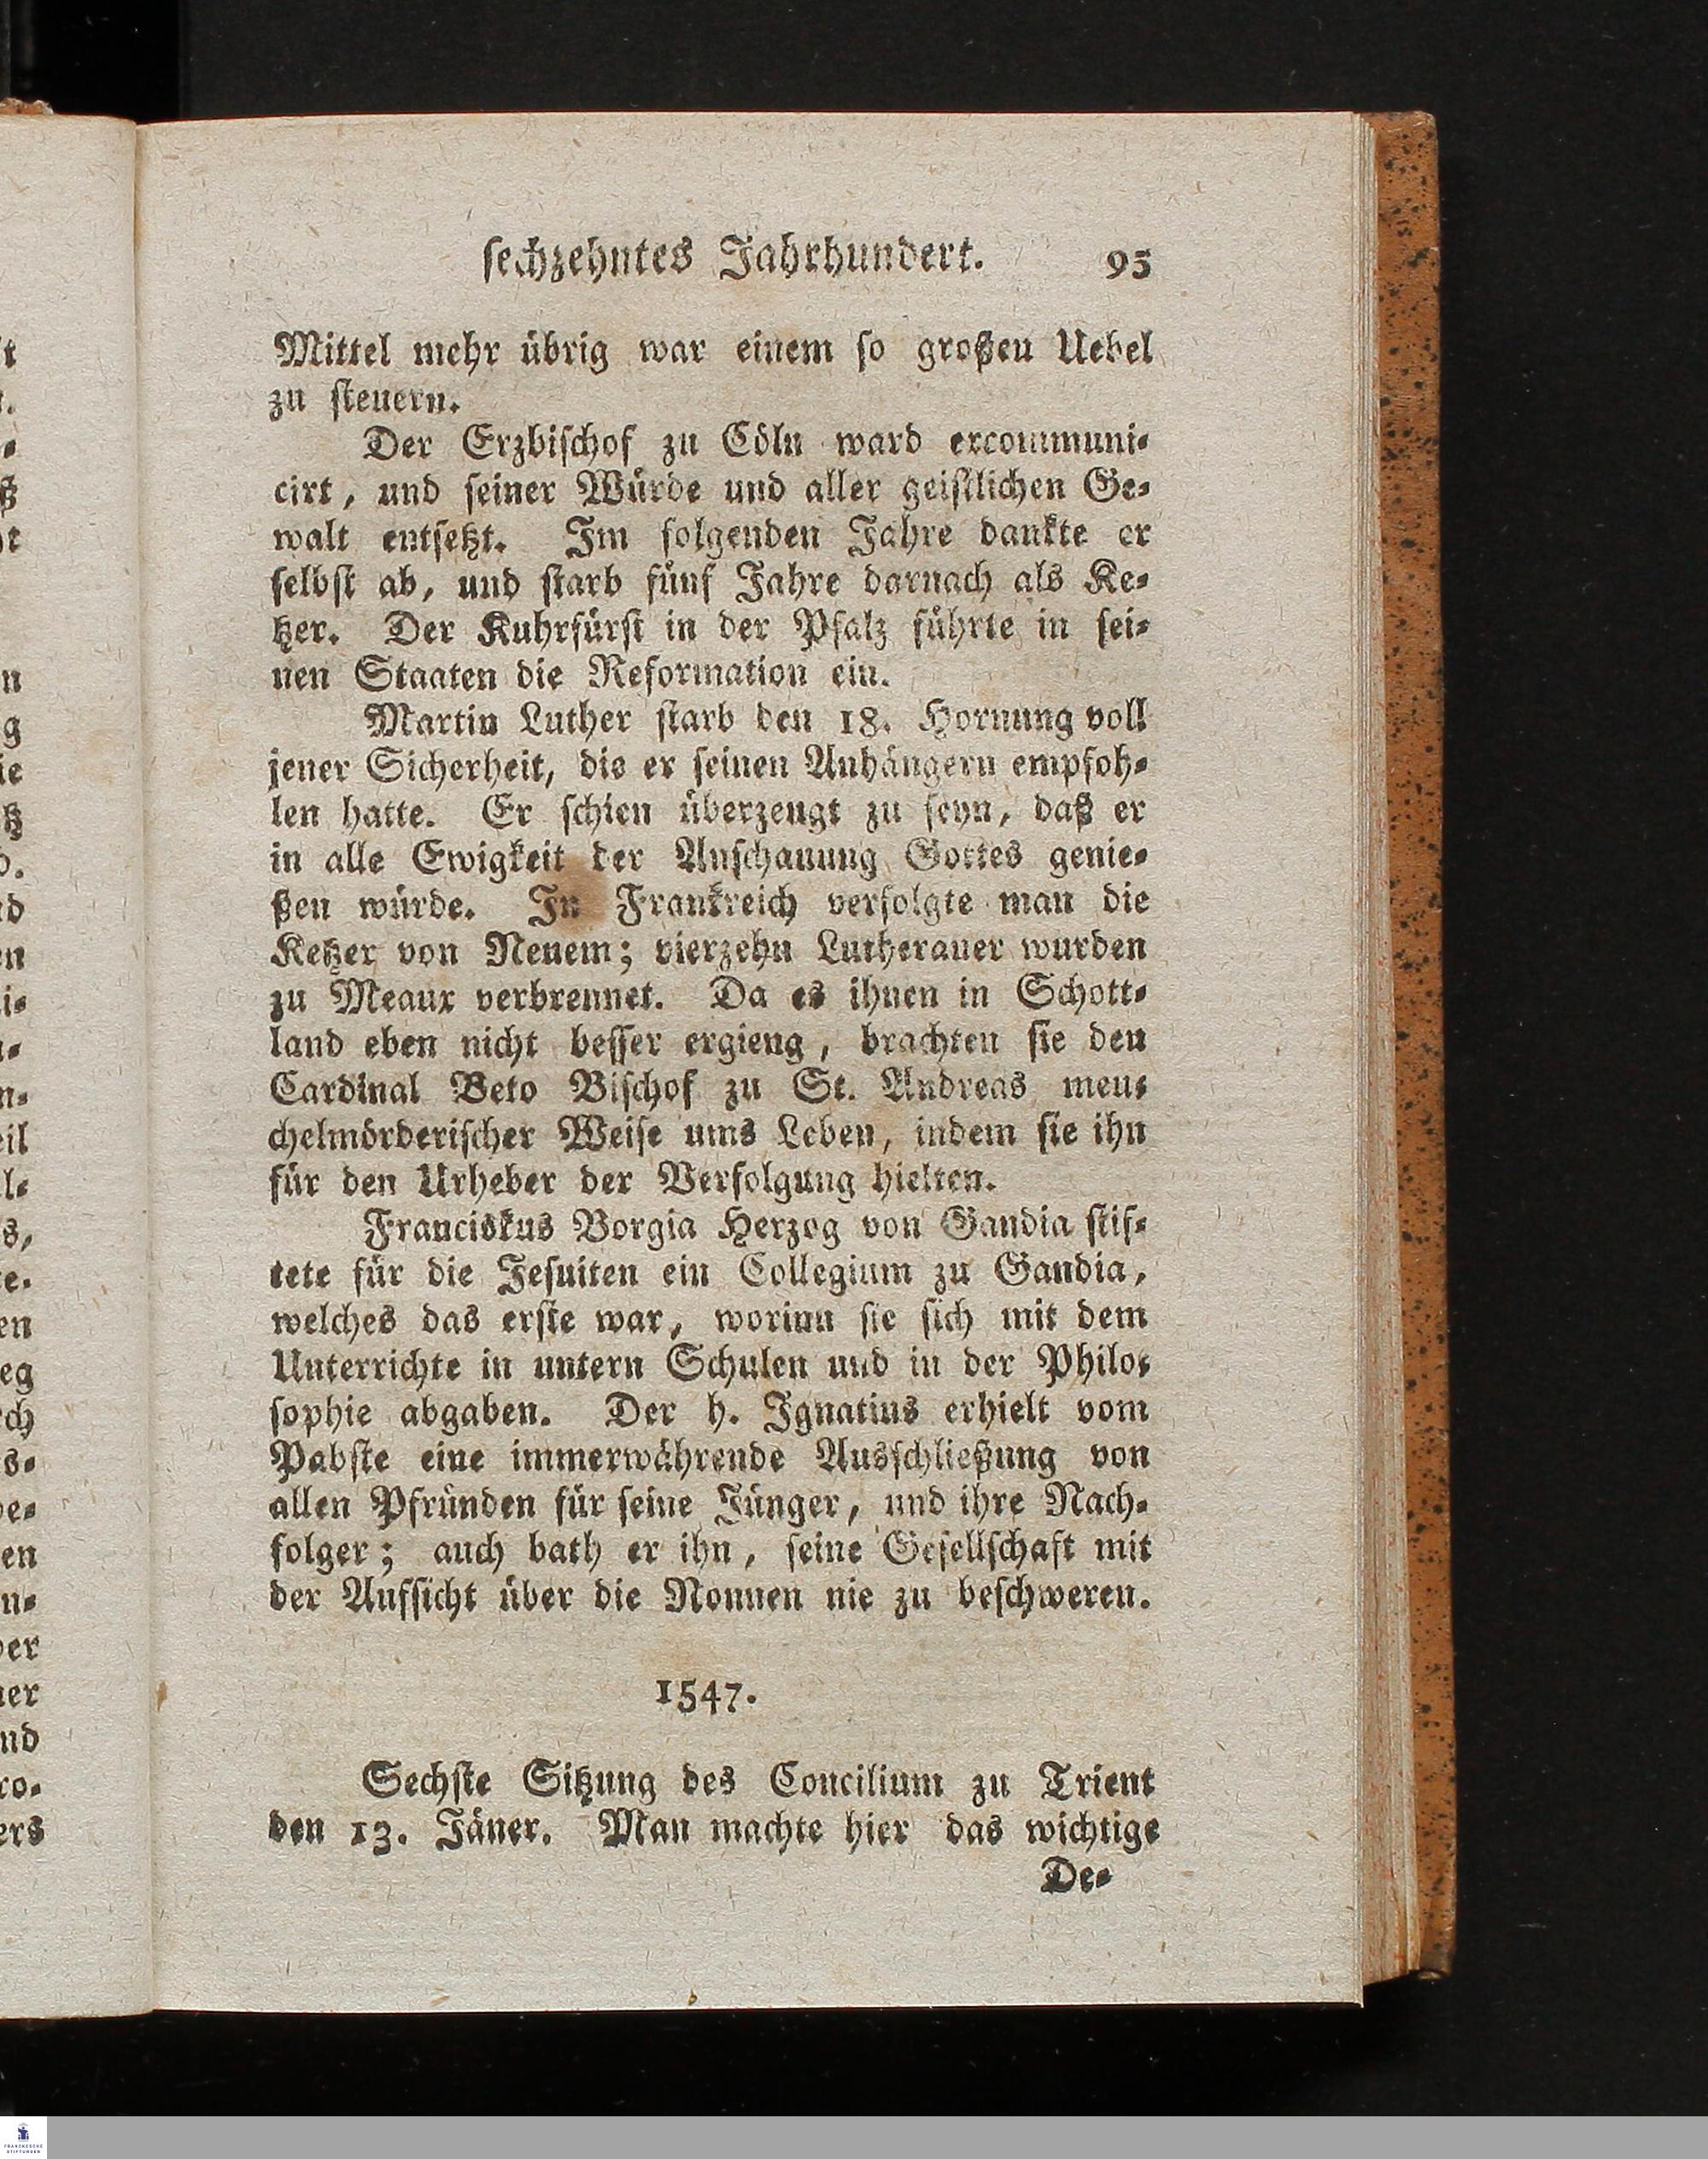 sechzehntes Jahrhundert. 95
Mittel mehr übrig war einem so großen Uebel
zu steuern.
Der Erzbischof zu Cöln ward excommuni-
cirt, und seiner Würde und aller geistlichen Ge-
walt entsetzt. Im folgenden Jahre dankte er
selbst ab, und starb fünf Jahre darnach als Ke-
tzer. Der Kuhrfürst in der Pfalz führte in sei-
nen Staaten die Reformation ein.
Martin Luther starb den 18. Hornung voll
jener Sicherheit, die er seinen Anhängern empfoh-
len hatte. Er schien überzeugt zu seyn, daß er
in alle Ewigkeit der Anschauung Gottes genie-
ßen würde. In Frankreich verfolgte man die
Ketzer von Neuem; vierzehn Lutheraner wurden
zu Meaux verbrennet. Da es ihnen in Schott-
land eben nicht besser ergieng, brachten sie den
Cardinal Beto Bischof zu St. Andreas meu-
chelmörderischer Weise ums Leben, indem sie ihn
für den Urheber der Verfolgung hielten.
Franciskus Borgia Herzog von Gandia stif-
tete für die Jesuiten ein Collegium zu Gandia,
welches das erste war, worinn sie sich mit dem
Unterrichte in untern Schulen und in der Philo-
sophie abgaben. Der h. Ignatius erhielt vom
Pabste eine immerwährende Ausschließung von
allen Pfründen für seine Jünger, und ihre Nach-
folger; auch bath er ihn, seine Gesellschaft mit
der Aufsicht über die Nonnen nie zu beschweren.
1547.
Sechste Sitzung des Concilium zu Trient
den 13. Jäner. Man machte hier das wichtige
De-
FRANCKESCHE
STIFTUNGEN